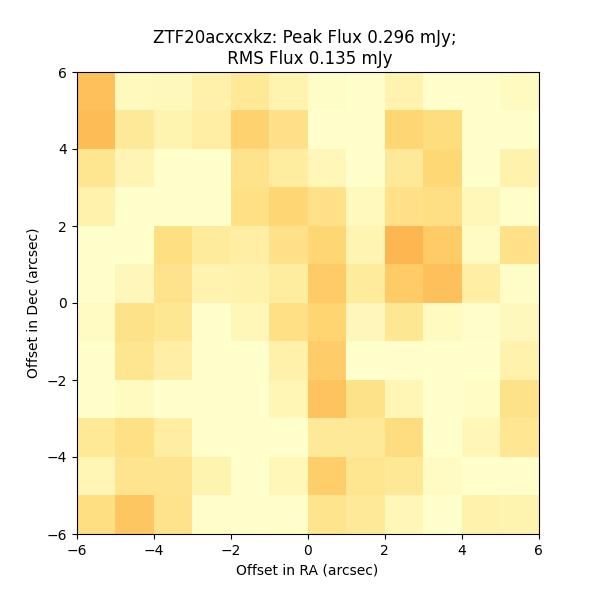 ZTF20acxcxkz: Peak Flux 0.296 mJy;
RMS Flux 0.135 mJy
6
4
2
0
−2
−4
−6
Offset in Dec (arcsec)
−6 −4 −2 0 2 4 6
Offset in RA (arcsec)